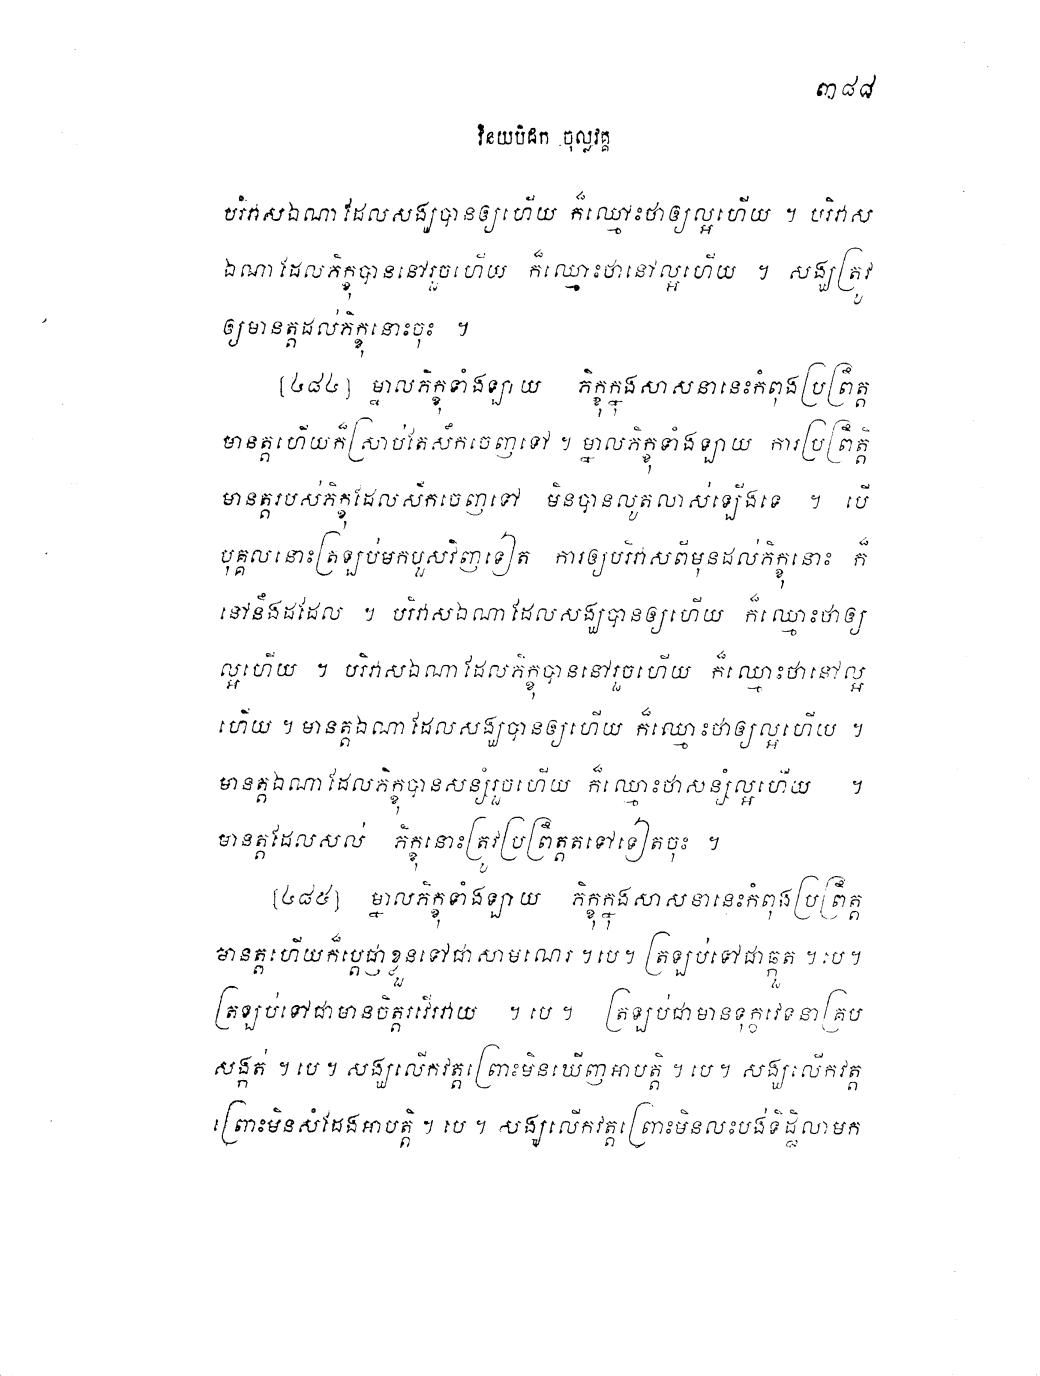 ៣៨៨
វិនយបិដក ចុល្លវគ្គ
បរិវាសឯណាដែលសង្ឃបានឲ្យហើយ ក៏ឈ្មោះថាឲ្យល្អហើយ ។ បរិវាស
ឯណាដែលភិក្ខុបាននៅរួចហើយ ក៏ឈ្មោះថានៅល្អហើយ ។ សង្ឃត្រូវ
ឲ្យមានត្តដល់ភិក្ខុនោះចុះ ។
[៤៨៤] ម្នាលភិក្ខុទាំងឡាយ ភិក្ខុក្នុងសាសនានេះកំពុងប្រព្រឹត្ត
មានត្តហើយក៏ស្រាប់តែសឹកចេញទៅ ។ ម្នាលភិក្ខុទាំងឡាយ ការប្រព្រឹត្តិ
មានត្តរបស់ភិក្ខុដែលសឹកចេញទៅ មិនបានលូតលាស់ឡើងទេ ។ បើ
បុគ្គលនោះត្រឡប់មកបួសវិញទៀត ការឲ្យបរិវាសពីមុនដល់ភិក្ខុនោះ ក៏
នៅនឹងដដែល ។ បរិវាសឯណាដែលសង្ឃបានឲ្យហើយ ក៏ឈ្មោះថាឲ្យ
ល្អហើយ ។ បរិវាសឯណាដែលភិក្ខុបាននៅរួចហើយ ក៏ឈ្មោះថានៅល្អ
ហើយ ។ មានត្តឯណាដែលសង្ឃបានឲ្យហើយ ក៏ឈ្មោះថាឲ្យល្អហើយ ។
មានត្តឯណាដែលភិក្ខុបានសន្សំរួចហើយ ក៏ឈ្មោះថាសន្សំល្អហើយ ។
មានត្តដែលសល់ ភិក្ខុនោះត្រូវប្រព្រឹត្តតទៅទៀតចុះ ។
[៤៨៥] ម្នាលភិក្ខុទាំងឡាយ ភិក្ខុក្នុងសាសនានេះកំពុងប្រព្រឹត្ត
មានត្តហើយក៏ប្តេជ្ញាខ្លួនទៅជាសាមណេរ ។បេ។ ត្រឡប់ទៅជាឆ្កួត ។បេ។
ត្រឡប់ទៅជាមានចិត្តរវើរវាយ ។ បេ ។ ត្រឡប់ជាមានទុក្ខវេទនាគ្រប
សង្កត់ ។ បេ ។ សង្ឃលើកវត្តព្រោះមិនឃើញអាបត្តិ ។ បេ។ សង្ឃលើកវត្ត
ព្រោះមិនសំដែងអាបត្តិ ។ បេ ។ សង្ឃលើកវត្តព្រោះមិនលះបង់ទិដ្ឋិលាមក